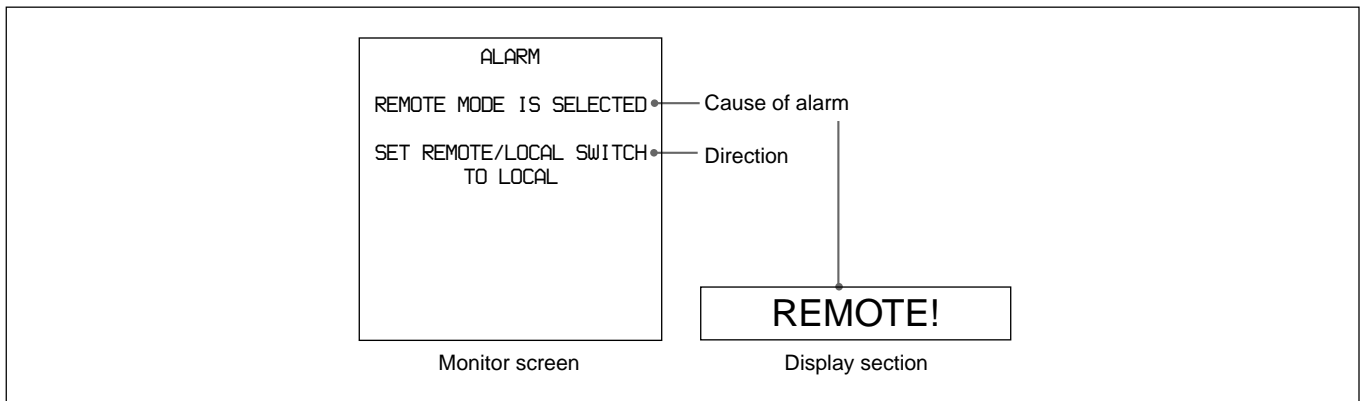 ALARM
REMOTE MODE IS SELECTED
SET REMOTE/LOCAL SWITCH
TO LOCAL
Cause of alarm
Direction
REMOTE!
Monitor screen
Display section